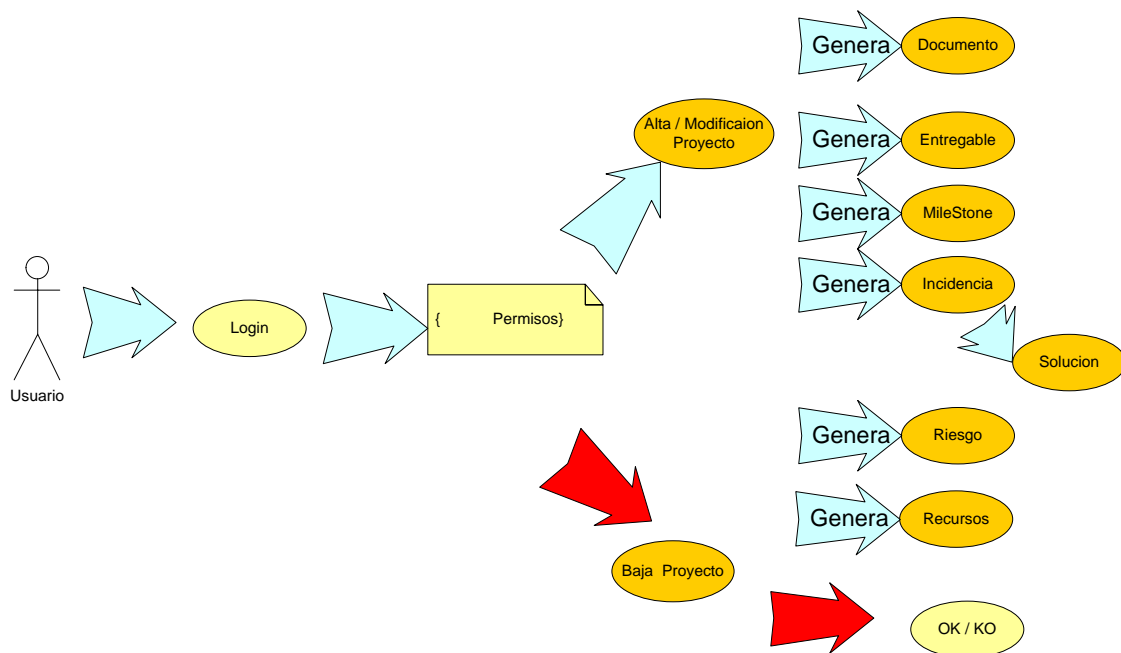 Genera
Documento
Alta / Modificaion
Proyecto
Genera
Entregable
Genera
MileStone
Genera
Incidencia
Login
{ Permisos}
Solucion
Usuario
Genera
Riesgo
Genera
Recursos
Baja Proyecto
OK / KO